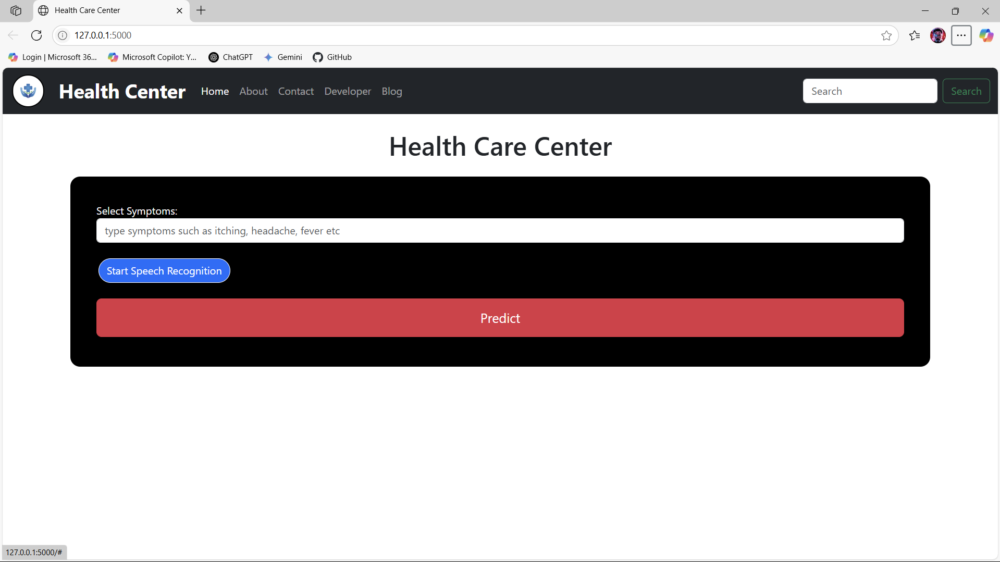 Health Care Center
127.0.0.1:5000
Login | Microsoft 36... Microsoft Copilot: Y... ChatGPT Gemini GitHub
Health Center Home About Contact Developer Blog Search Search
Health Care Center
Select Symptoms:
type symptoms such as itching, headache, fever etc
Start Speech Recognition
Predict
127.0.0.1:5000/#